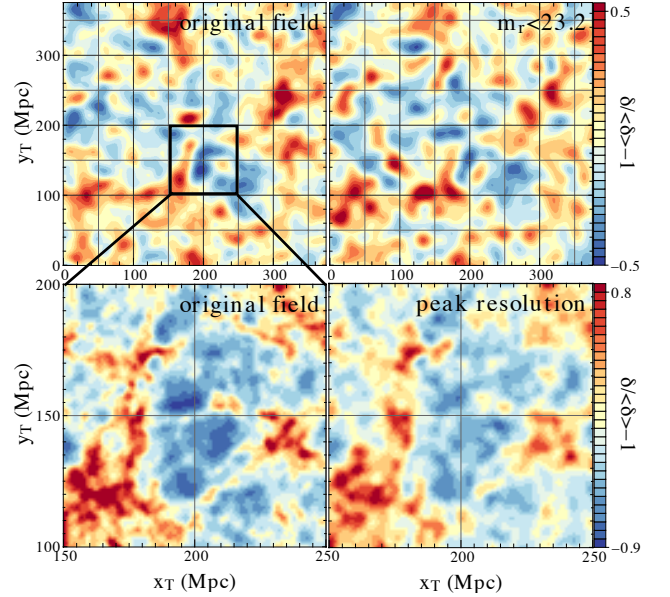 original field
m_r<23.2
0.5
-0.5
δ/<δ>-1
y_T (Mpc)
300
200
100
0
0 100 200 300
0 100 200 300
original field
peak resolution
0.8
-0.9
δ/<δ>-1
y_T (Mpc)
200
150
100
150 200 250
150 200 250
x_T (Mpc)
x_T (Mpc)